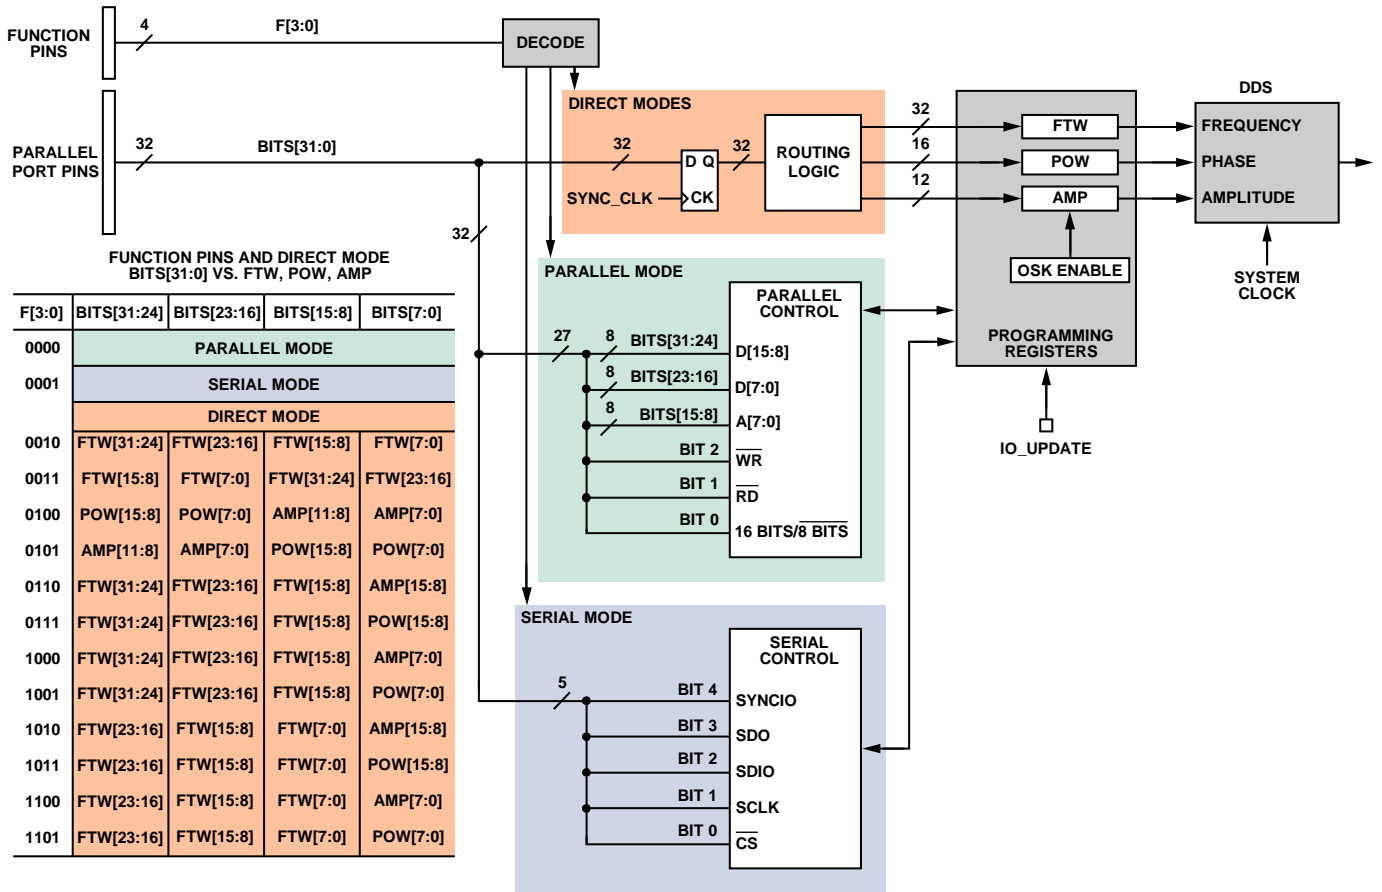 FUNCTION
PINS
4
F[3:0]
DECODE
PARALLEL
PORT PINS
32
BITS[31:0]
32
DIRECT MODES
32
D Q
CK
SYNC_CLK
32
ROUTING
LOGIC
32
16
12
FTW
POW
AMP
OSK ENABLE
PROGRAMMING
REGISTERS
IO_UPDATE
DDS
FREQUENCY
PHASE
AMPLITUDE
SYSTEM
CLOCK
FUNCTION PINS AND DIRECT MODE
BITS[31:0] VS. FTW, POW, AMP
F[3:0] BITS[31:24] BITS[23:16] BITS[15:8] BITS[7:0]
0000 PARALLEL MODE
0001 SERIAL MODE
DIRECT MODE
0010 FTW[31:24] FTW[23:16] FTW[15:8] FTW[7:0]
0011 FTW[15:8] FTW[7:0] FTW[31:24] FTW[23:16]
0100 POW[15:8] POW[7:0] AMP[11:8] AMP[7:0]
0101 AMP[11:8] AMP[7:0] POW[15:8] POW[7:0]
0110 FTW[31:24] FTW[23:16] FTW[15:8] AMP[15:8]
0111 FTW[31:24] FTW[23:16] FTW[15:8] POW[15:8]
1000 FTW[31:24] FTW[23:16] FTW[15:8] AMP[7:0]
1001 FTW[31:24] FTW[23:16] FTW[15:8] POW[7:0]
1010 FTW[23:16] FTW[15:8] FTW[7:0] AMP[15:8]
1011 FTW[23:16] FTW[15:8] FTW[7:0] POW[15:8]
1100 FTW[23:16] FTW[15:8] FTW[7:0] AMP[7:0]
1101 FTW[23:16] FTW[15:8] FTW[7:0] POW[7:0]
PARALLEL MODE
PARALLEL
CONTROL
27
8 BITS[31:24] D[15:8]
8 BITS[23:16] D[7:0]
8 BITS[15:8] A[7:0]
BIT 2 WR
BIT 1 RD
BIT 0 16 BITS/8 BITS
SERIAL MODE
SERIAL
CONTROL
5
BIT 4 SYNCIO
BIT 3 SDO
BIT 2 SDIO
BIT 1 SCLK
BIT 0 CS